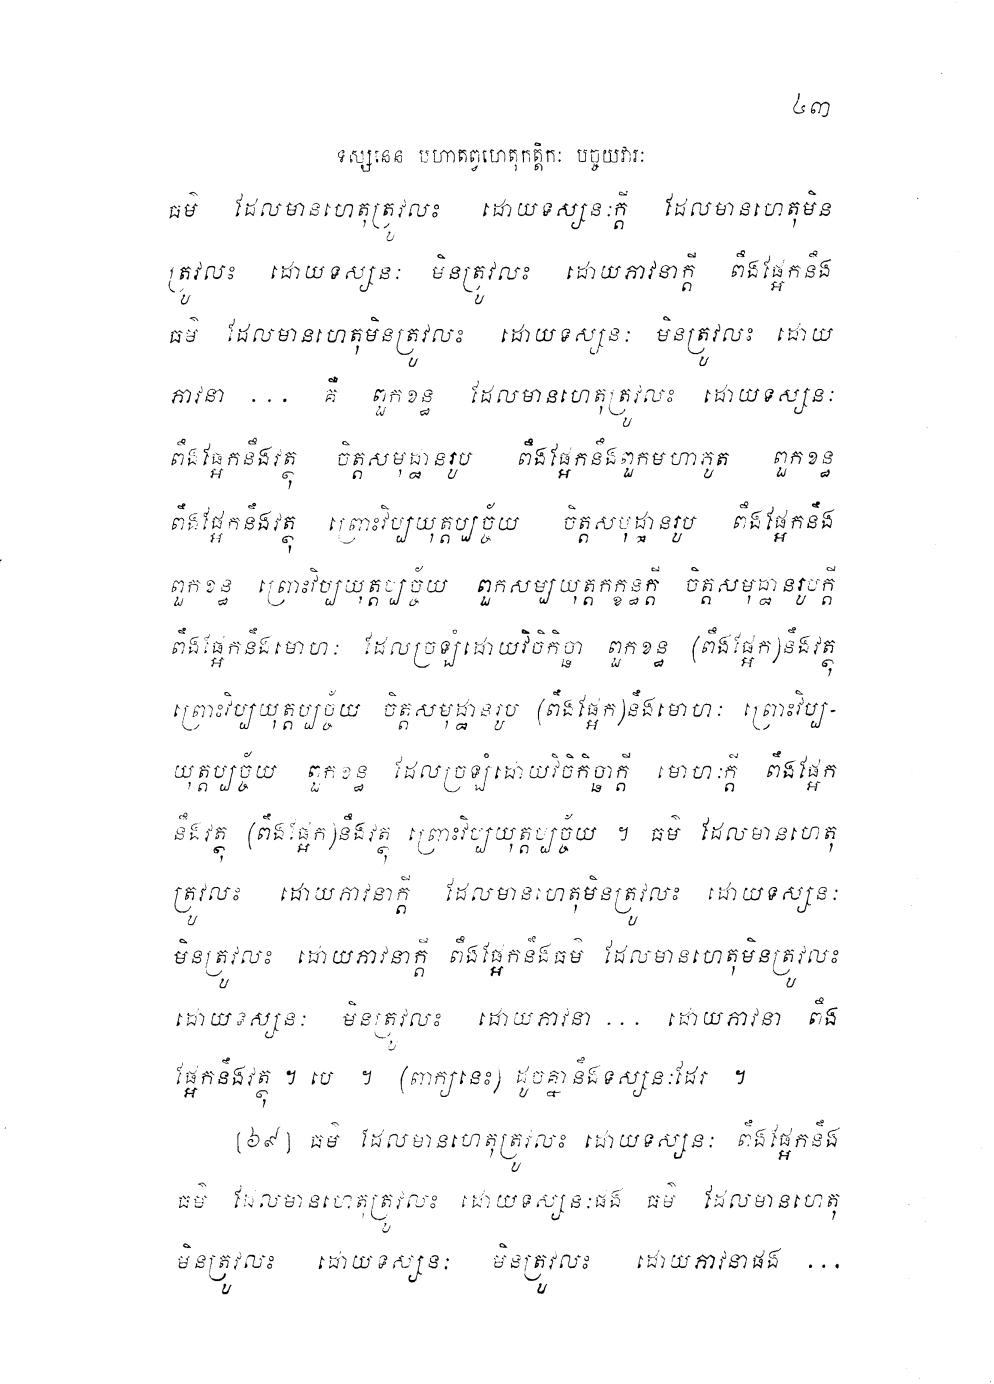 ៤៣
ទស្សនេន បហាតព្វហេតុកត្តិកៈ បច្ចយវារៈ
ធម៌ ដែលមានហេតុត្រូវលះ ដោយទស្សនៈក្តី ដែលមានហេតុមិន
ត្រូវលះ ដោយទស្សនៈ មិនត្រូវលះ ដោយភាវនាក្តី ពឹងផ្អែកនឹង
ធម៌ ដែលមានហេតុមិនត្រូវលះ ដោយទស្សនៈ មិនត្រូវលះ ដោយ
ភាវនា ... គឺ ពួកខន្ធ ដែលមានហេតុត្រូវលះ ដោយទស្សនៈ
ពឹងផ្អែកនឹងវត្ថុ ចិត្តសមុដ្ឋានរូប ពឹងផ្អែកនឹងពួកមហាភូត ពួកខន្ធ
ពឹងផ្អែកនឹងវត្ថុ ព្រោះវិប្បយុត្តប្បច្ច័យ ចិត្តសមុដ្ឋានរូប ពឹងផ្អែកនឹង
ពួកខន្ធ ព្រោះវិប្បយុត្តប្បច្ច័យ ពួកសម្បយុត្តកក្ខន្ធក្តី ចិត្តសមុដ្ឋានរូបក្តី
ពឹងផ្អែកនឹងមោហៈ ដែលច្រឡំដោយវិចិកិច្ឆា ពួកខន្ធ (ពឹងផ្អែក)នឹងវត្ថុ
ព្រោះវិប្បយុត្តប្បច្ច័យ ចិត្តសមុដ្ឋានរូប (ពឹងផ្អែក)នឹងមោហៈ ព្រោះវិប្ប-
យុត្តប្បច្ច័យ ពួកខន្ធ ដែលច្រឡំដោយវិចិកិច្ឆាក្តី មោហៈក្តី ពឹងផ្អែក
នឹងវត្ថុ (ពឹងផ្អែក)នឹងវត្ថុ ព្រោះវិប្បយុត្តប្បច្ច័យ ។ ធម៌ ដែលមានហេតុ
ត្រូវលះ ដោយភាវនាក្តី ដែលមានហេតុមិនត្រូវលះ ដោយទស្សនៈ
មិនត្រូវលះ ដោយភាវនាក្តី ពឹងផ្អែកនឹងធម៌ ដែលមានហេតុមិនត្រូវលះ
ដោយទស្សនៈ មិនត្រូវលះ ដោយភាវនា ... ដោយភាវនា ពឹង
ផ្អែកនឹងវត្ថុ ។ បេ ។ (ពាក្យនេះ) ដូចគ្នានឹងទស្សនៈដែរ ។
[៦៩] ធម៌ ដែលមានហេតុត្រូវលះ ដោយទស្សនៈ ពឹងផ្អែកនឹង
ធម៌ ដែលមានហេតុត្រូវលះ ដោយទស្សនៈផង ធម៌ ដែលមានហេតុ
មិនត្រូវលះ ដោយទស្សនៈ មិនត្រូវលះ ដោយភាវនាផង ...